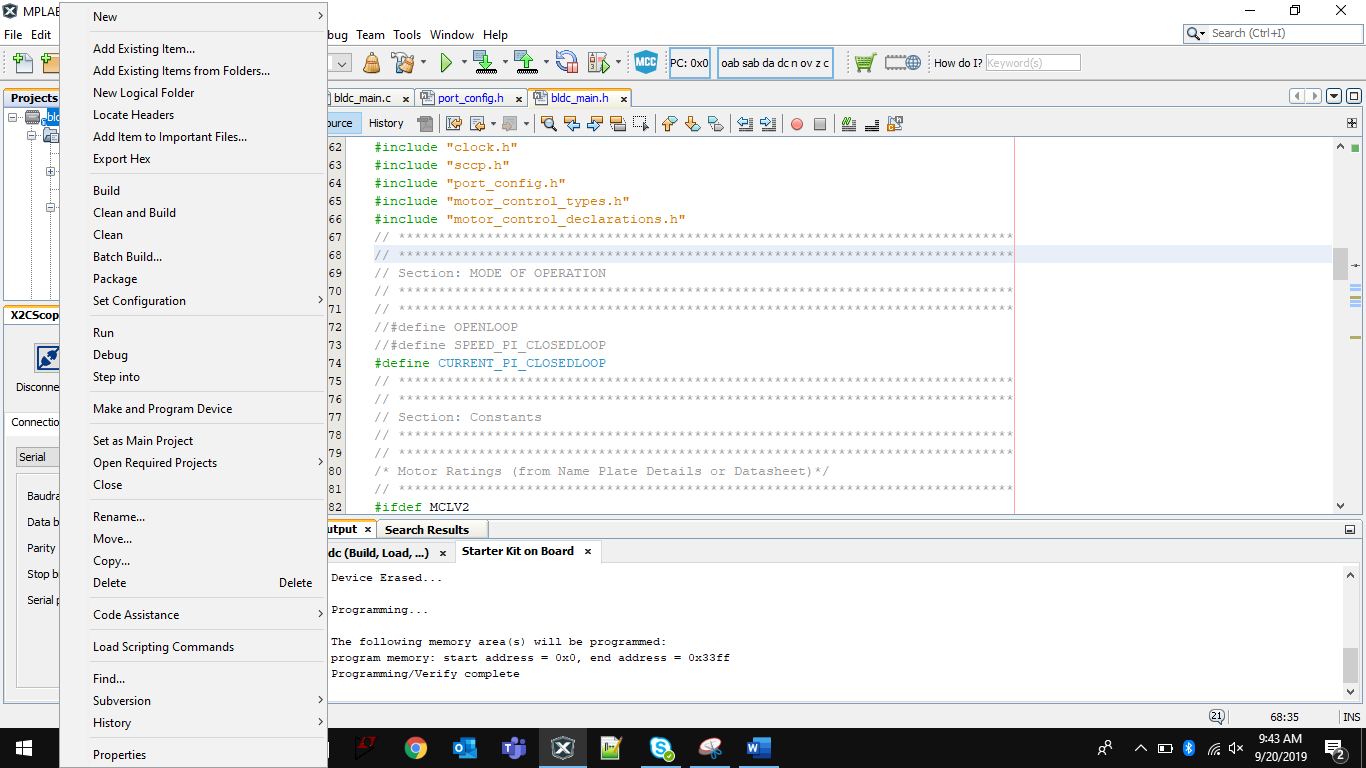 MPLAB
File Edit
bug Team Tools Window Help
Search (Ctrl+I)
MCC
PC: 0x0
oab sab da dc n ov z c
How do I?
Keyword(s)
Projects
bldc_main.c
port_config.h
bldc_main.h
bld
ource
History
62 #include "clock.h"
63 #include "sccp.h"
64 #include "port_config.h"
65 #include "motor_control_types.h"
66 #include "motor_control_declarations.h"
67 // *****************************************************************************
68 // *****************************************************************************
69 // Section: MODE OF OPERATION
70 // *****************************************************************************
71 // *****************************************************************************
72 //#define OPENLOOP
73 //#define SPEED_PI_CLOSEDLOOP
74 #define CURRENT_PI_CLOSEDLOOP
75 // *****************************************************************************
76 // *****************************************************************************
77 // Section: Constants
78 // *****************************************************************************
79 // *****************************************************************************
80 /* Motor Ratings (from Name Plate Details or Datasheet)*/
81 // *****************************************************************************
82 #ifdef MCLV2
New
Add Existing Item...
Add Existing Items from Folders...
New Logical Folder
Locate Headers
Add Item to Important Files...
Export Hex
Build
Clean and Build
Clean
Batch Build...
Package
Set Configuration
Run
Debug
Step into
Make and Program Device
Set as Main Project
Open Required Projects
Close
Rename...
Move...
Copy...
Delete Delete
Code Assistance
Load Scripting Commands
Find...
Subversion
History
Properties
X2CScop
Disconne
Connectio
Serial
Baudra
Data b
Parity
Stop bi
Serial p
utput
Search Results
dc (Build, Load, ...)
Starter Kit on Board
Device Erased...
Programming...
The following memory area(s) will be programmed:
program memory: start address = 0x0, end address = 0x33ff
Programming/Verify complete
21
68:35
INS
9:43 AM
9/20/2019
2